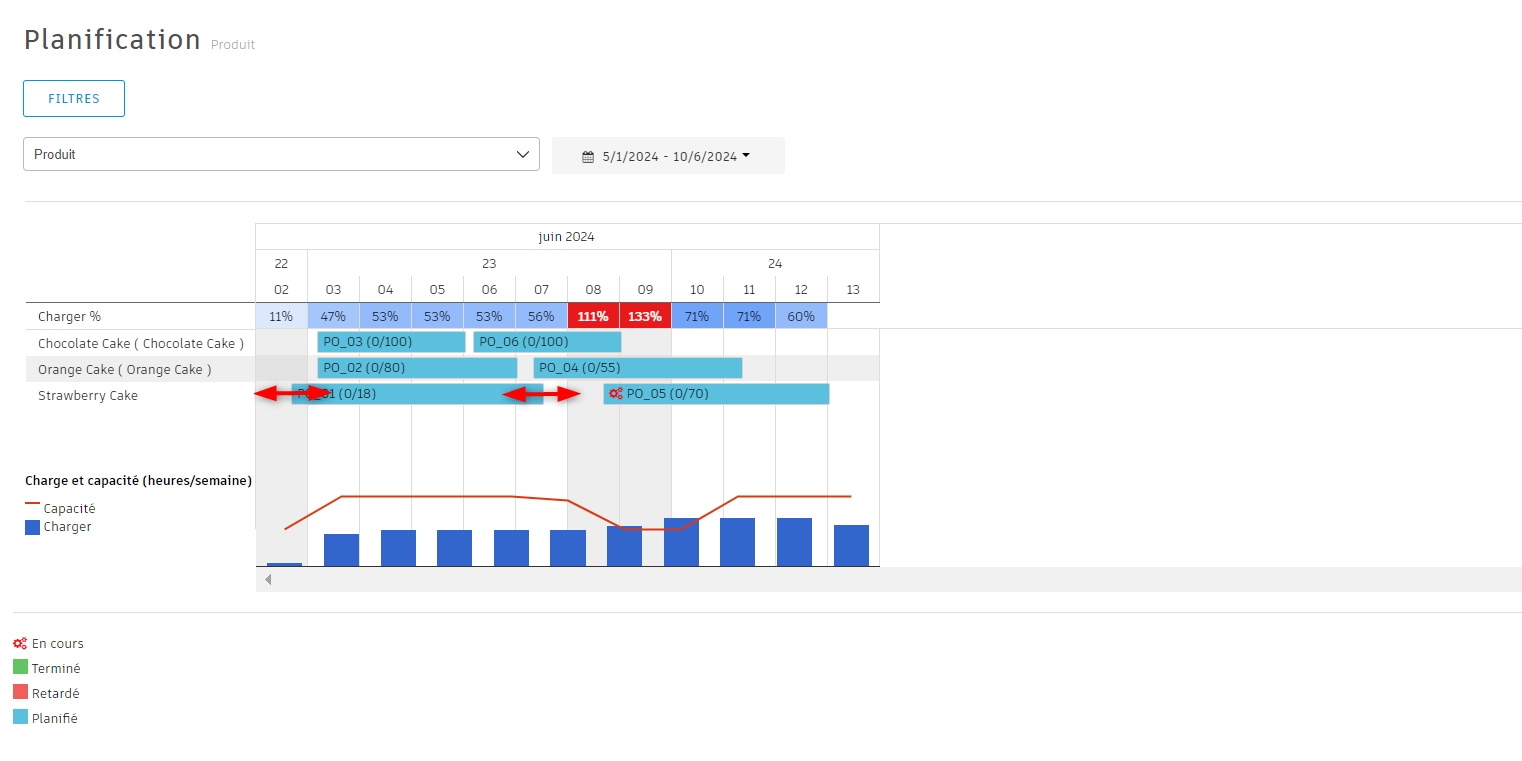 Planification Produit
FILTRES
Produit
5/1/2024 - 10/6/2024
juin 2024
22 23 24
02 03 04 05 06 07 08 09 10 11 12 13
Charger % 11% 47% 53% 53% 53% 56% 111% 133% 71% 71% 60%
Chocolate Cake ( Chocolate Cake ) PO_03 (0/100) PO_06 (0/100)
Orange Cake ( Orange Cake ) PO_02 (0/80) PO_04 (0/55)
Strawberry Cake PO_01 (0/18) PO_05 (0/70)
Charge et capacité (heures/semaine)
Capacité
Charger
En cours
Terminé
Retardé
Planifié